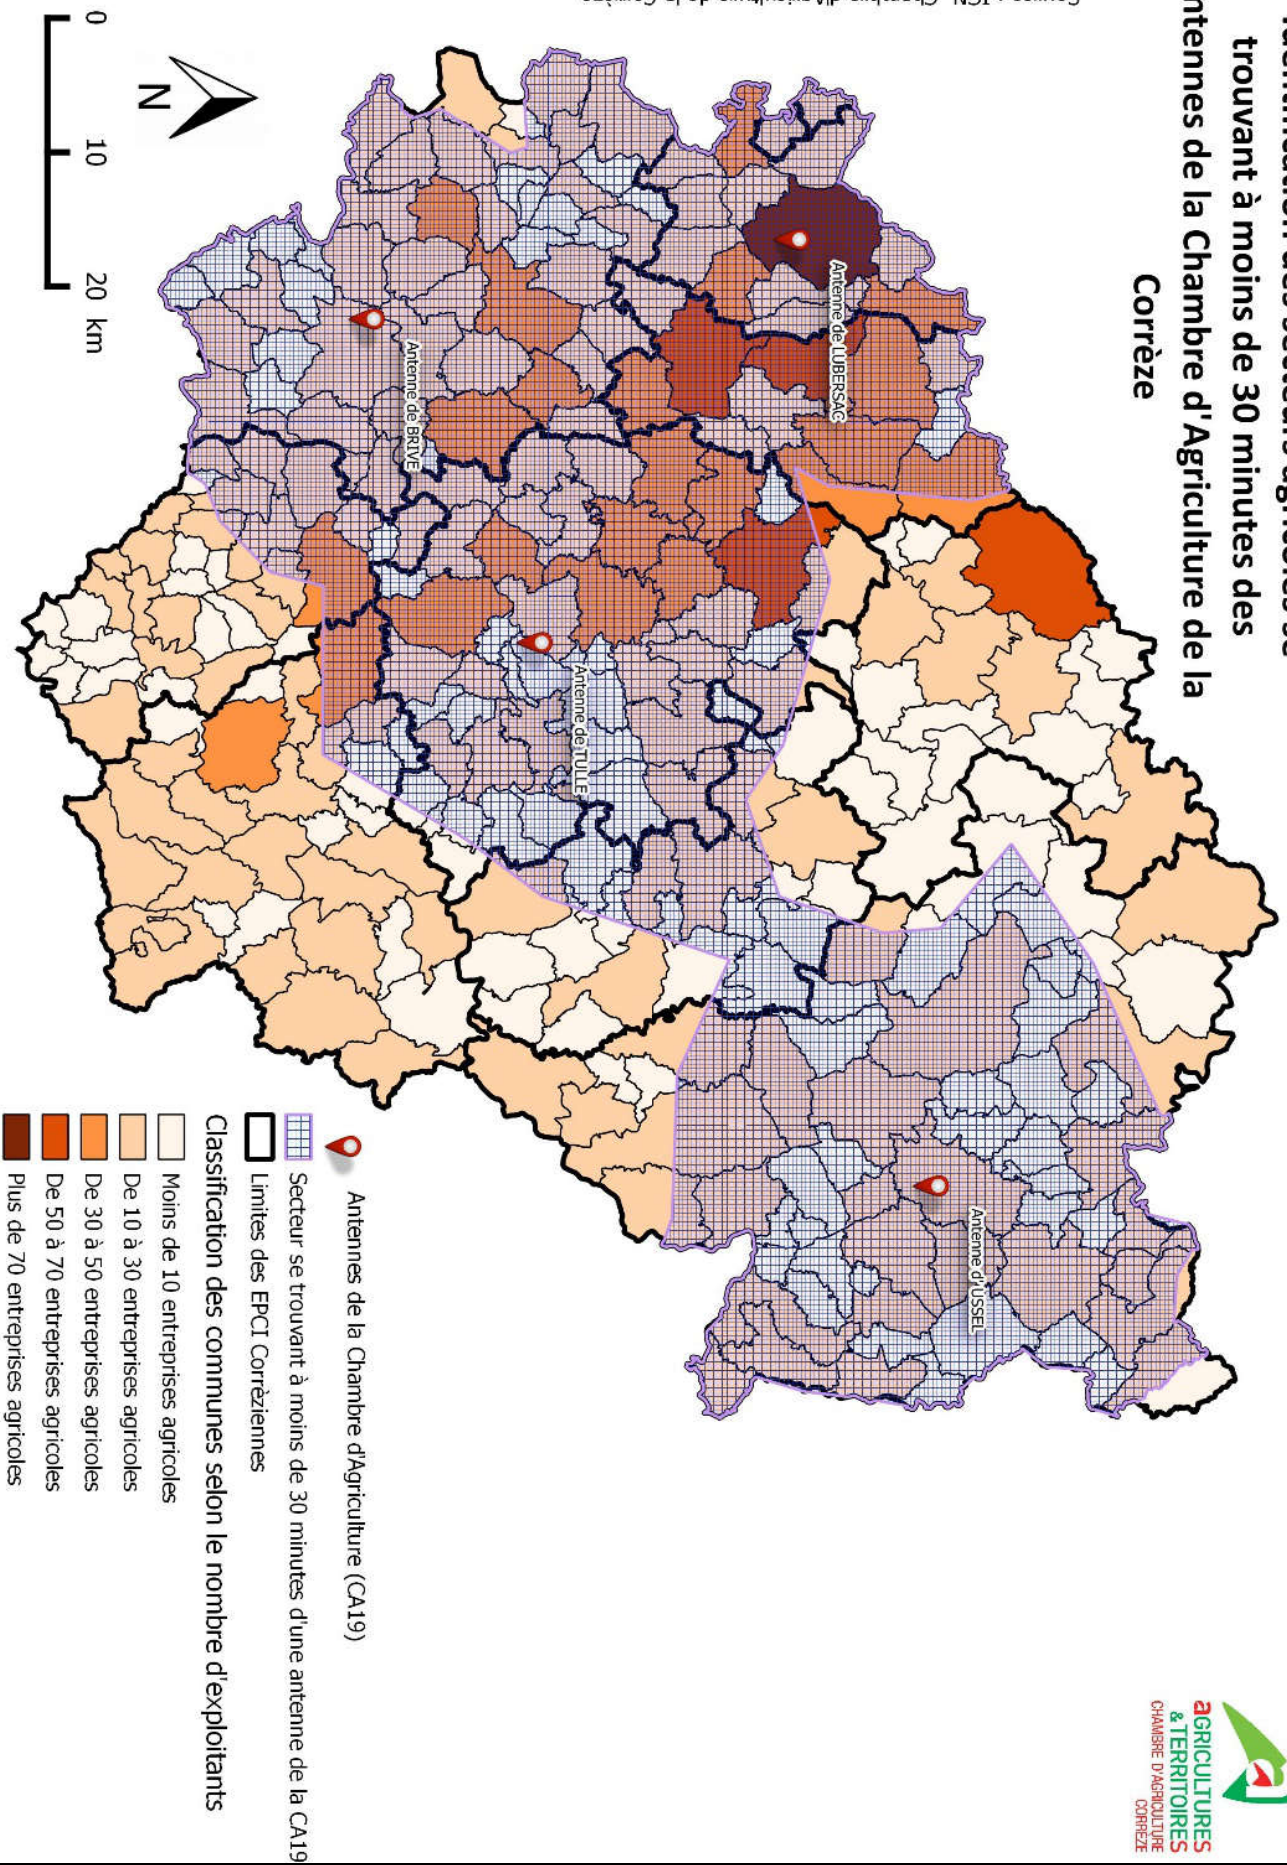 trouvant à moins de 30 minutes des
ntennes de la Chambre d'Agriculture de la
Corrèze
aGRICULTURES
& TERRITOIRES
CHAMBRE D'AGRICULTURE
CORRÈZE
Antenne de LUBERSAC
Antenne d'USSEL
Antenne de TULLE
Antenne de BRIVE
Antennes de la Chambre d'Agriculture (CA19)
Secteur se trouvant à moins de 30 minutes d'une antenne de la CA19
Limites des EPCI Corrèziennes
Classification des communes selon le nombre d'exploitants
Moins de 10 entreprises agricoles
De 10 à 30 entreprises agricoles
De 30 à 50 entreprises agricoles
De 50 à 70 entreprises agricoles
Plus de 70 entreprises agricoles
N
0 10 20 km